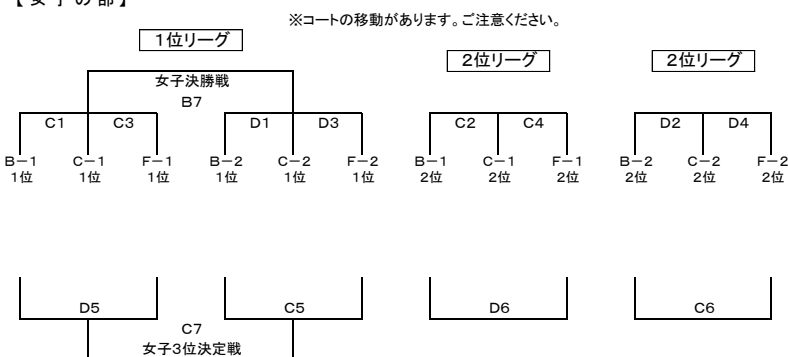 【女子の部】
※コートの移動があります。ご注意ください。
1位リーグ
2位リーグ 2位リーグ
女子決勝戦
B7
C1 C3 D1 D3 C2 C4 D2 D4
B－1 C－1 F－1 B－2 C－2 F－2 B－1 C－1 F－1 B－2 C－2 F－2
1位 1位 1位 1位 1位 1位 2位 2位 2位 2位 2位 2位
D5 C5 D6 C6
C7
女子3位決定戦